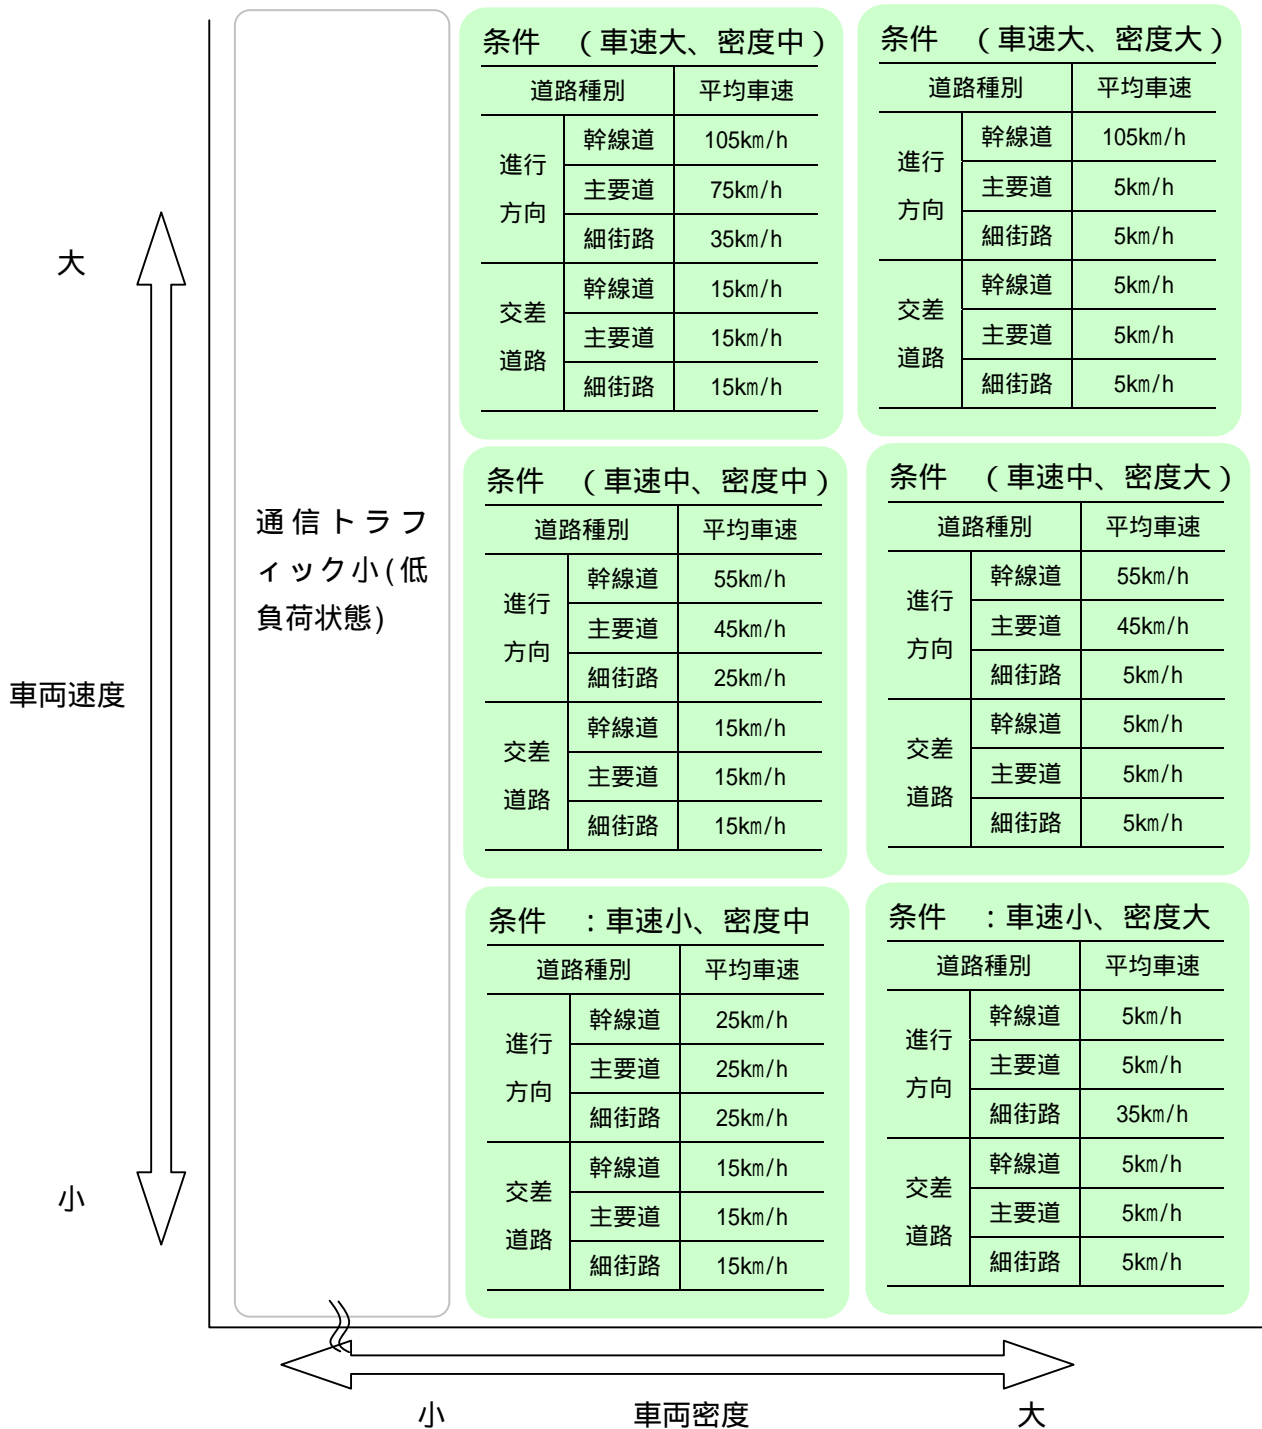 大
車両速度
小
通信トラフ
ィック小(低
負荷状態)
条件　（車速大、密度中）
道路種別 平均車速
進行方向 幹線道 105km/h
主要道 75km/h
細街路 35km/h
交差道路 幹線道 15km/h
主要道 15km/h
細街路 15km/h
条件　（車速大、密度大）
道路種別 平均車速
進行方向 幹線道 105km/h
主要道 5km/h
細街路 5km/h
交差道路 幹線道 5km/h
主要道 5km/h
細街路 5km/h
条件　（車速中、密度中）
道路種別 平均車速
進行方向 幹線道 55km/h
主要道 45km/h
細街路 25km/h
交差道路 幹線道 15km/h
主要道 15km/h
細街路 15km/h
条件　（車速中、密度大）
道路種別 平均車速
進行方向 幹線道 55km/h
主要道 45km/h
細街路 5km/h
交差道路 幹線道 5km/h
主要道 5km/h
細街路 5km/h
条件　：車速小、密度中
道路種別 平均車速
進行方向 幹線道 25km/h
主要道 25km/h
細街路 25km/h
交差道路 幹線道 15km/h
主要道 15km/h
細街路 15km/h
条件　：車速小、密度大
道路種別 平均車速
進行方向 幹線道 5km/h
主要道 5km/h
細街路 35km/h
交差道路 幹線道 5km/h
主要道 5km/h
細街路 5km/h
小 車両密度 大